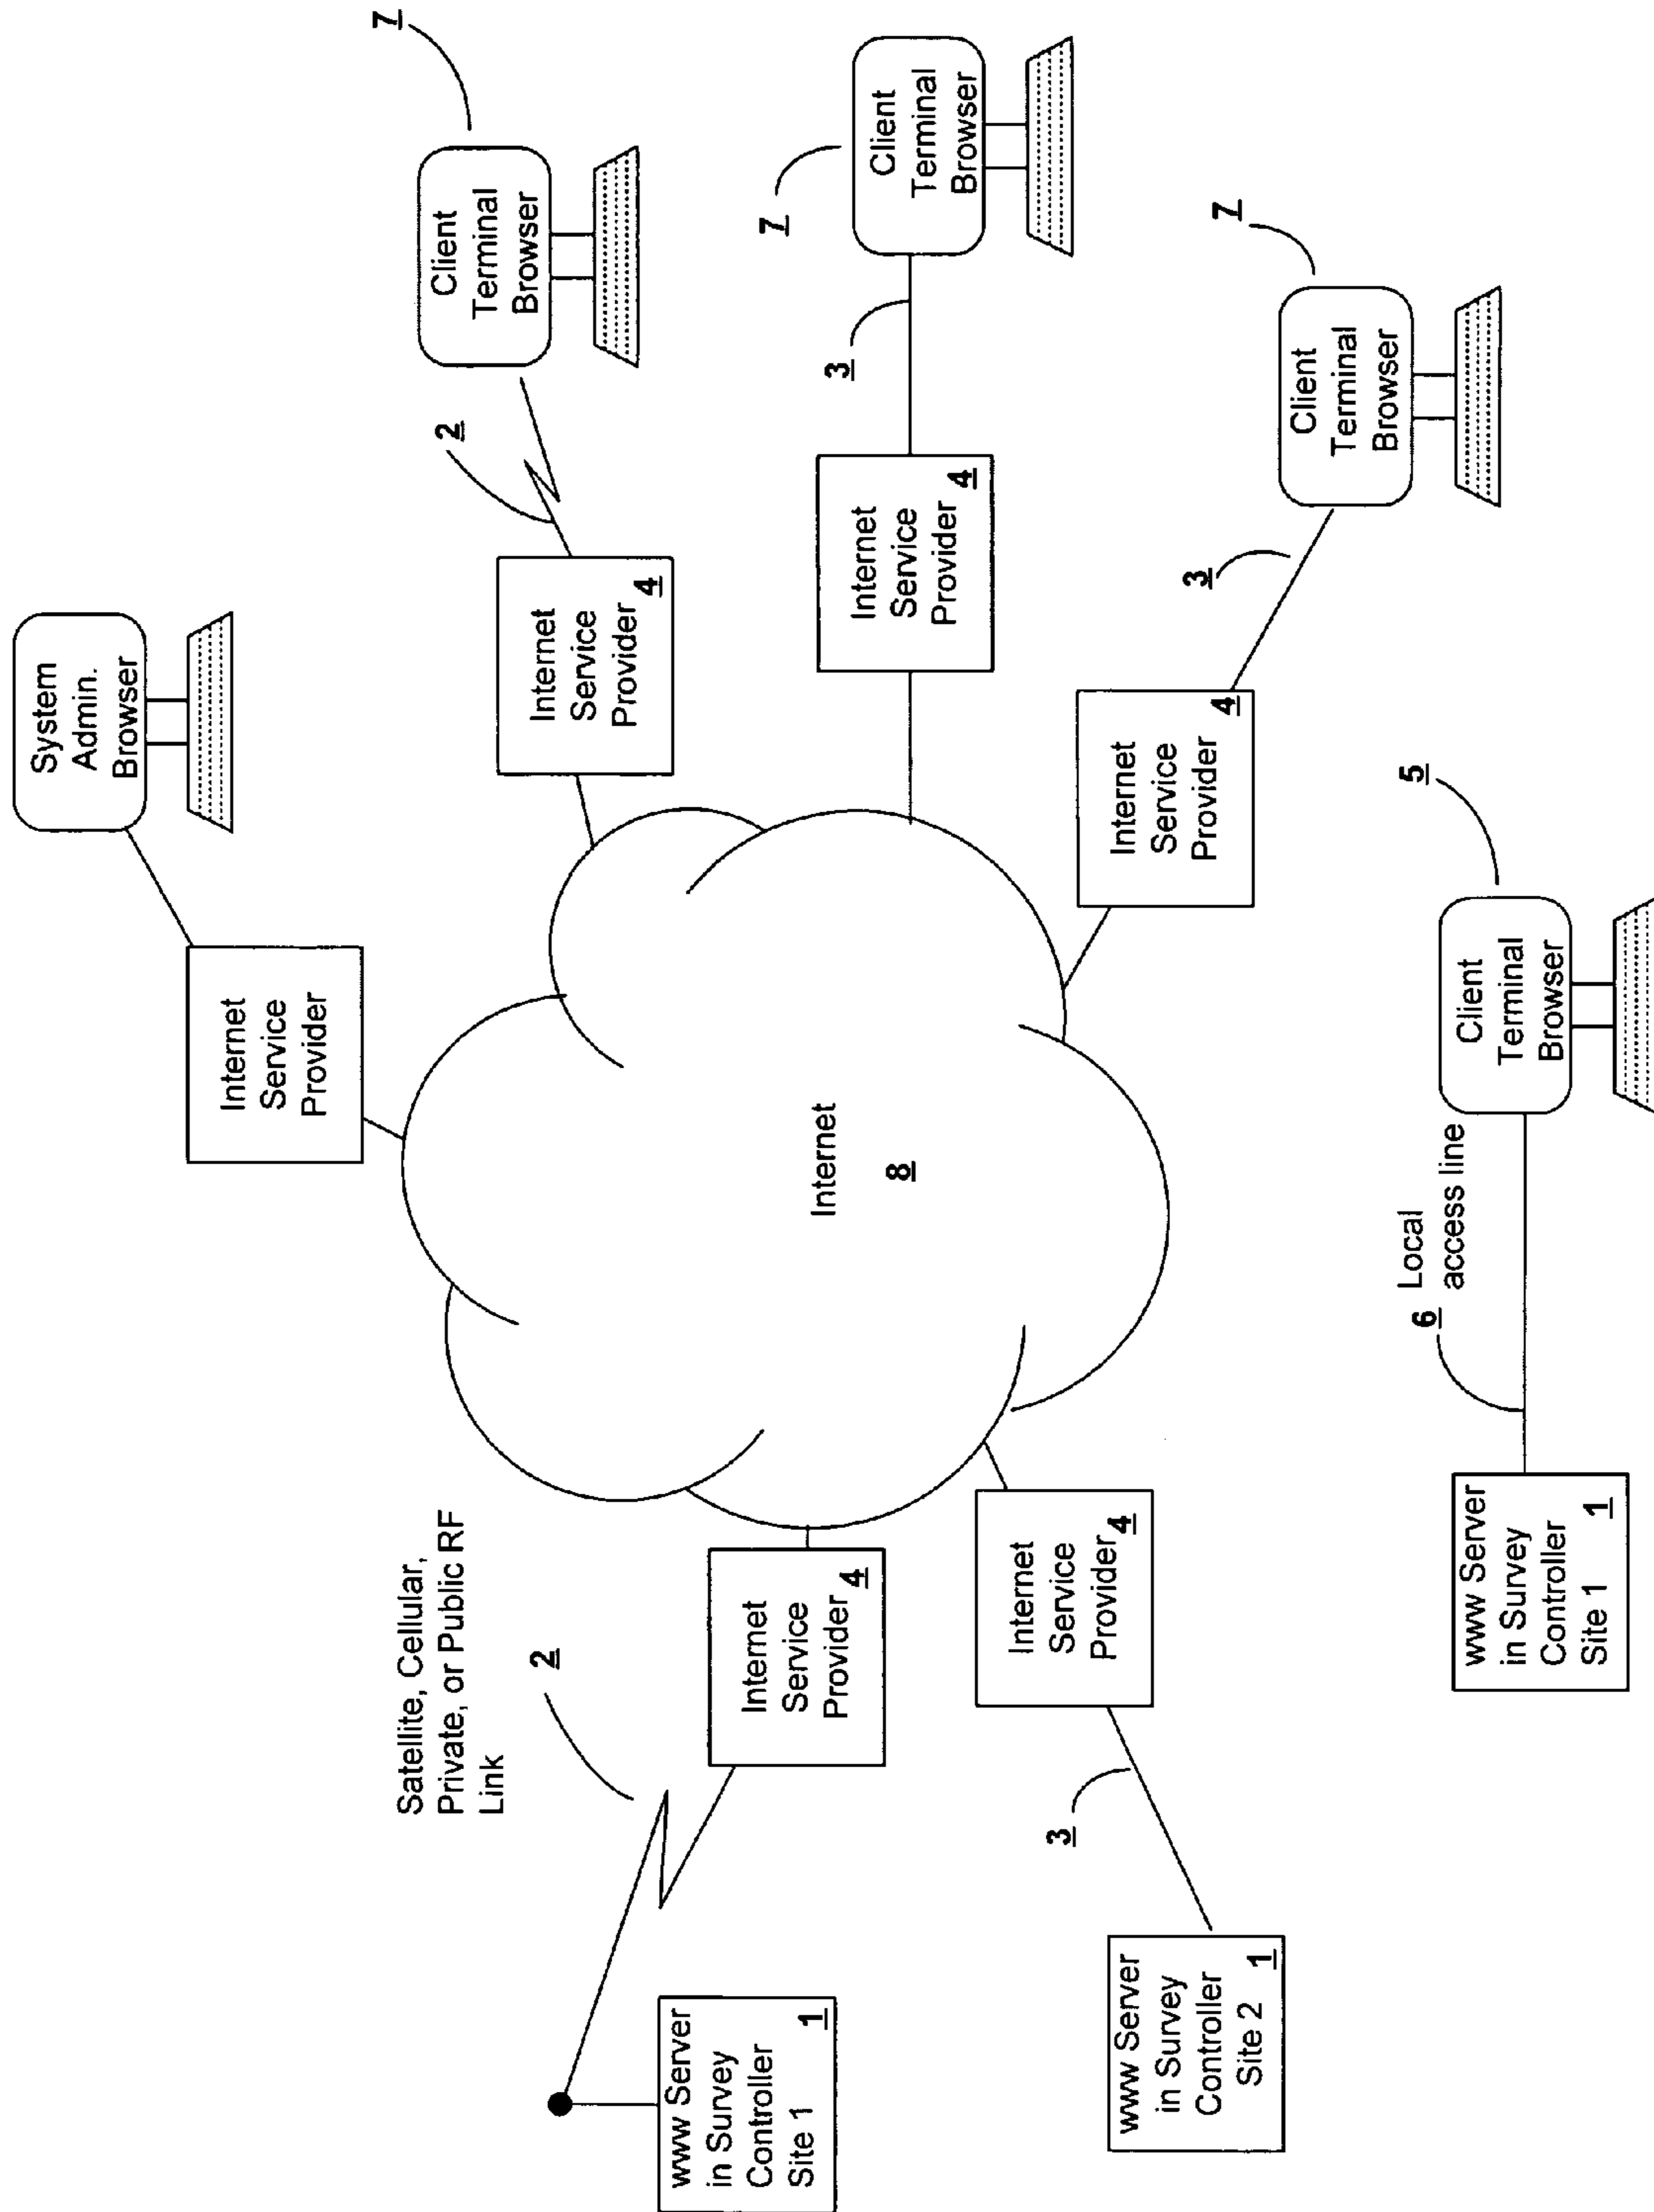 System
Admin.
Browser
Internet
Service
Provider
Satellite, Cellular,
Private, or Public RF
Link
2
www Server
in Survey
Controller
Site 1
1
Internet
Service
Provider
4
Internet
Service
Provider
4
2
Client
Terminal
Browser
7
Internet
8
Internet
Service
Provider
4
3
Client
Terminal
Browser
7
www Server
in Survey
Controller
Site 2
1
3
Internet
Service
Provider
4
Internet
Service
Provider
4
3
Client
Terminal
Browser
7
www Server
in Survey
Controller
Site 1
1
6
Local
access line
Client
Terminal
Browser
5